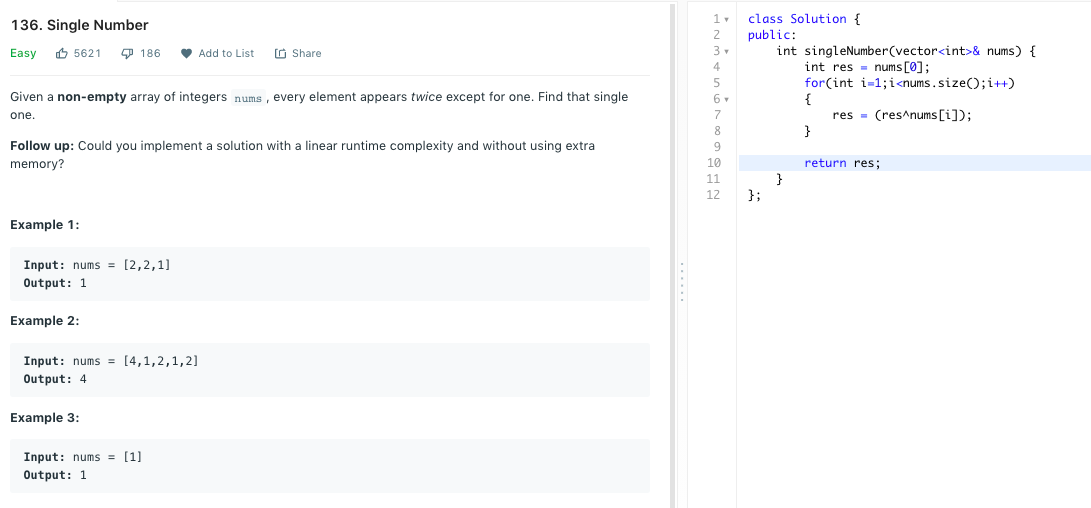 136. Single Number
Easy 5621 186 Add to List Share
Given a non-empty array of integers nums , every element appears twice except for one. Find that single
one.
Follow up: Could you implement a solution with a linear runtime complexity and without using extra
memory?
Example 1:
Input: nums = [2,2,1]
Output: 1
Example 2:
Input: nums = [4,1,2,1,2]
Output: 4
Example 3:
Input: nums = [1]
Output: 1
1 class Solution {
2 public:
3     int singleNumber(vector<int>& nums) {
4         int res = nums[0];
5         for(int i=1;i<nums.size();i++)
6         {
7             res = (res^nums[i]);
8         }
9
10         return res;
11     }
12 };